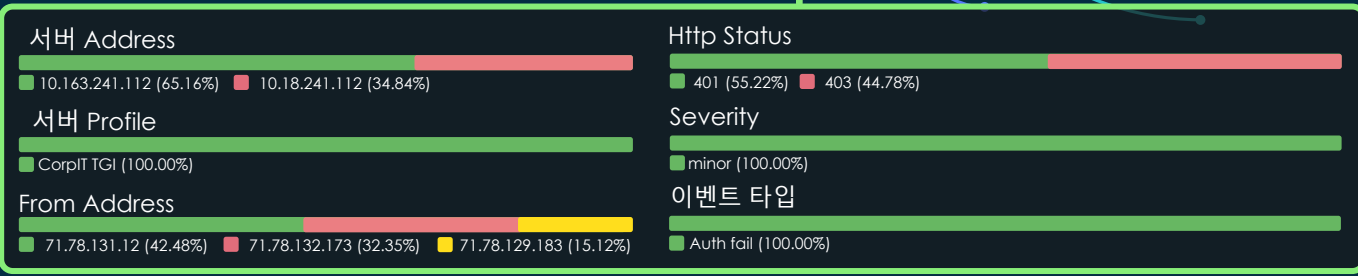 서버 Address
10.163.241.112 (65.16%) 10.18.241.112 (34.84%)
서버 Profile
CorpIT TGI (100.00%)
From Address
71.78.131.12 (42.48%) 71.78.132.173 (32.35%) 71.78.129.183 (15.12%)
Http Status
401 (55.22%) 403 (44.78%)
Severity
minor (100.00%)
이벤트 타입
Auth fail (100.00%)